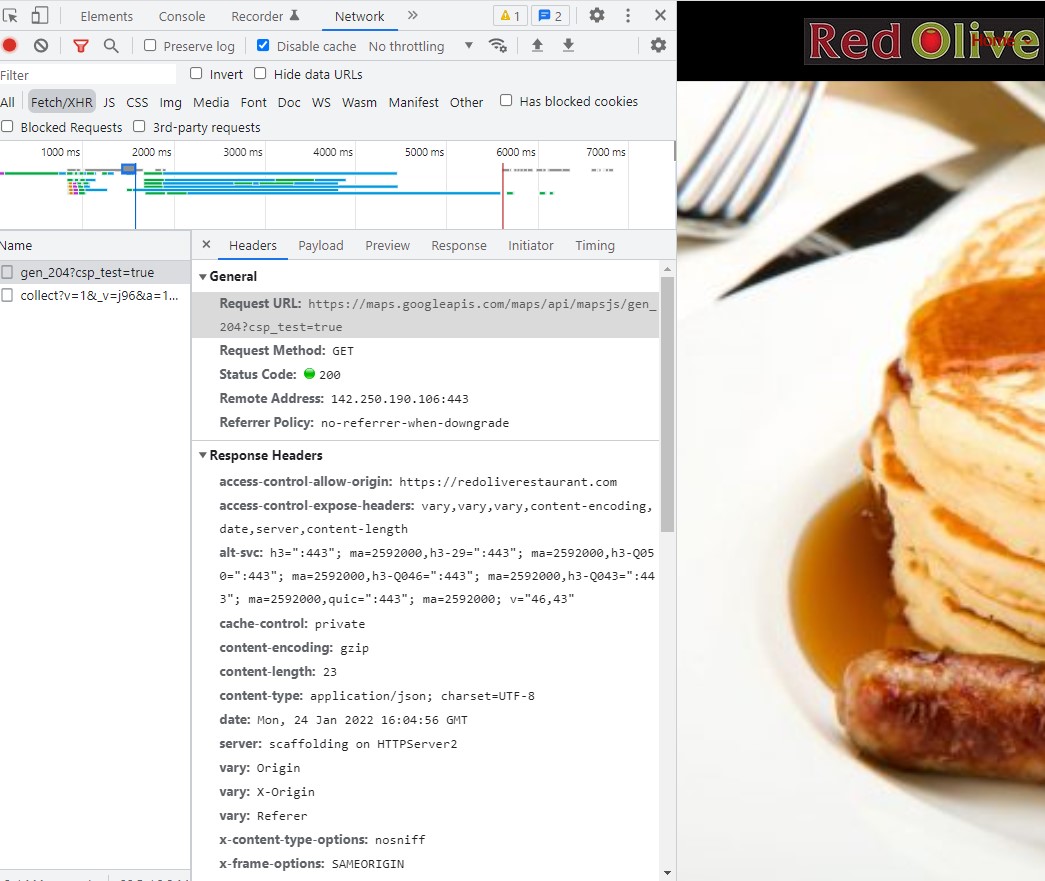 Elements Console Recorder Network 1 2
Preserve log Disable cache No throttling
Filter Invert Hide data URLs
All Fetch/XHR JS CSS Img Media Font Doc WS Wasm Manifest Other Has blocked cookies
Blocked Requests 3rd-party requests
1000 ms 2000 ms 3000 ms 4000 ms 5000 ms 6000 ms 7000 ms
Name
gen_204?csp_test=true
collect?v=1&_v=j96&a=1...
Headers Payload Preview Response Initiator Timing
General
Request URL: https://maps.googleapis.com/maps/api/mapsjs/gen_
204?csp_test=true
Request Method: GET
Status Code: 200
Remote Address: 142.250.190.106:443
Referrer Policy: no-referrer-when-downgrade
Response Headers
access-control-allow-origin: https://redoliverestaurant.com
access-control-expose-headers: vary,vary,vary,content-encoding,
date,server,content-length
alt-svc: h3=":443"; ma=2592000,h3-29=":443"; ma=2592000,h3-Q05
0=":443"; ma=2592000,h3-Q046=":443"; ma=2592000,h3-Q043=":44
3"; ma=2592000,quic=":443"; ma=2592000; v="46,43"
cache-control: private
content-encoding: gzip
content-length: 23
content-type: application/json; charset=UTF-8
date: Mon, 24 Jan 2022 16:04:56 GMT
server: scaffolding on HTTPServer2
vary: Origin
vary: X-Origin
vary: Referer
x-content-type-options: nosniff
x-frame-options: SAMEORIGIN
Red Olive
Home